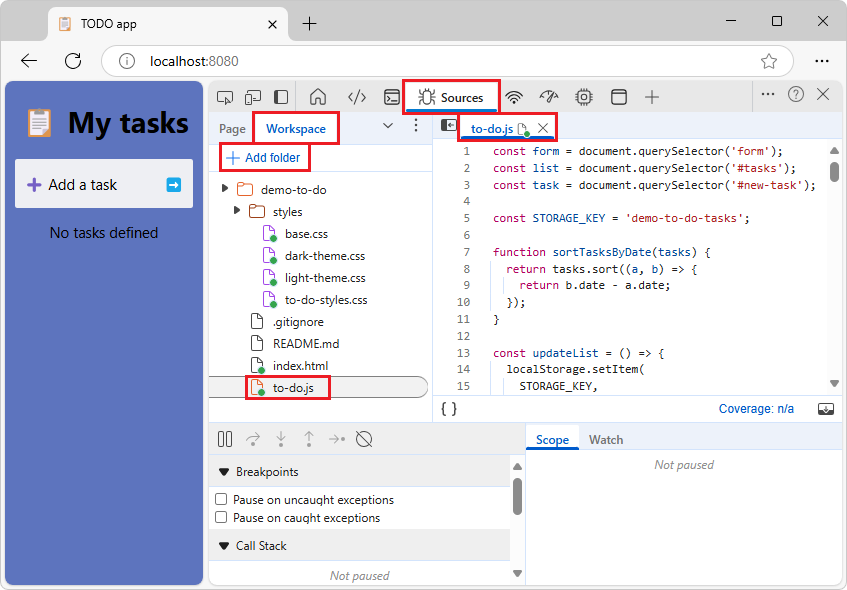 TODO app
localhost:8080
My tasks
Add a task
No tasks defined
Sources
Page
Workspace
Add folder
demo-to-do
styles
base.css
dark-theme.css
light-theme.css
to-do-styles.css
.gitignore
README.md
index.html
to-do.js
to-do.js
1 const form = document.querySelector('form');
2 const list = document.querySelector('#tasks');
3 const task = document.querySelector('#new-task');
4
5 const STORAGE_KEY = 'demo-to-do-tasks';
6
7 function sortTasksByDate(tasks) {
8 return tasks.sort((a, b) => {
9 return b.date - a.date;
10 });
11 }
12
13 const updateList = () => {
14 localStorage.setItem(
15 STORAGE_KEY,
{ }
Coverage: n/a
Breakpoints
Pause on uncaught exceptions
Pause on caught exceptions
Call Stack
Not paused
Scope
Watch
Not paused